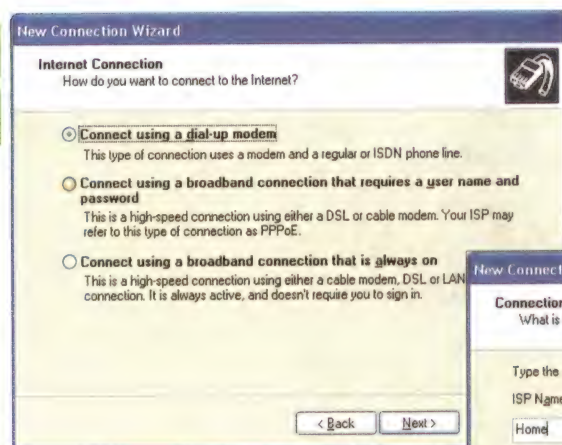 New Connection Wizard
Internet Connection
How do you want to connect to the Internet?
Connect using a dial-up modem
This type of connection uses a modem and a regular or ISDN phone line.
Connect using a broadband connection that requires a user name and
password
This is a high-speed connection using either a DSL or cable modem. Your ISP may
refer to this type of connection as PPPoE.
Connect using a broadband connection that is always on
This is a high-speed connection using either a cable modem, DSL or LAN
connection. It is always active, and doesn't require you to sign in.
< Back
Next >
New Connect
Connection
What is
Type the
ISP Name
Home